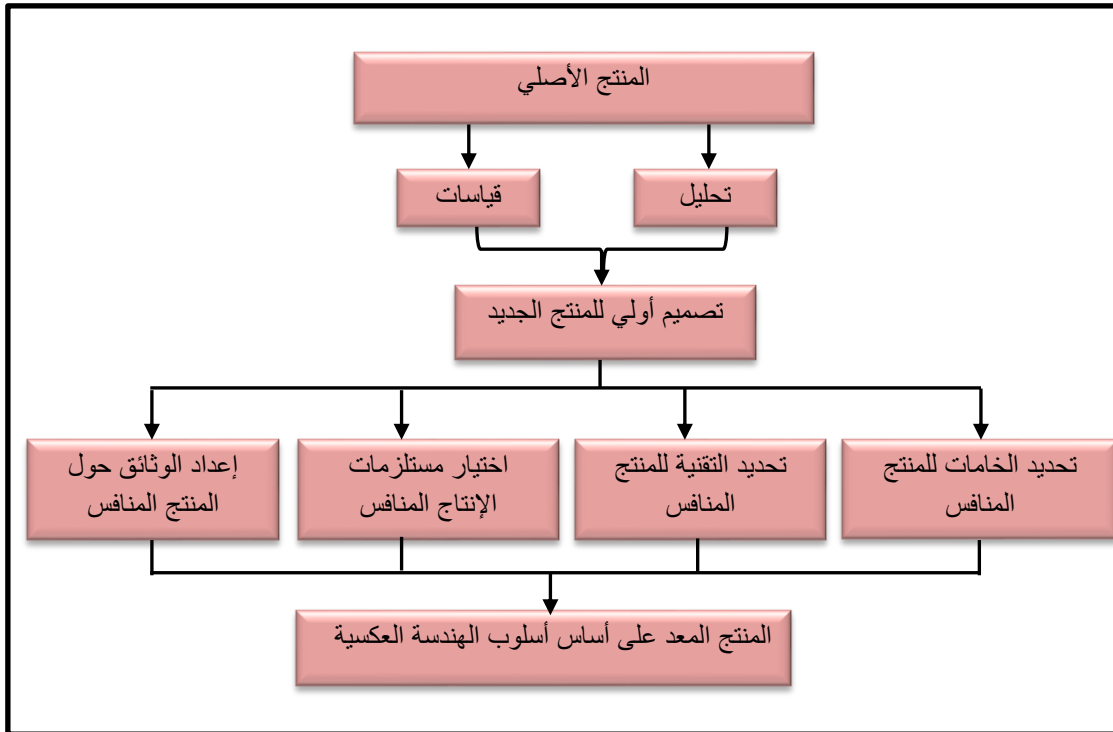 المنتج الأصلي
تحليل
قياسات
تصميم أولي للمنتج الجديد
تحديد الخامات للمنتج
المنافس
تحديد التقنية للمنتج
المنافس
اختيار مستلزمات
الإنتاج المنافس
إعداد الوثائق حول
المنتج المنافس
المنتج المعد على أساس أسلوب الهندسة العكسية